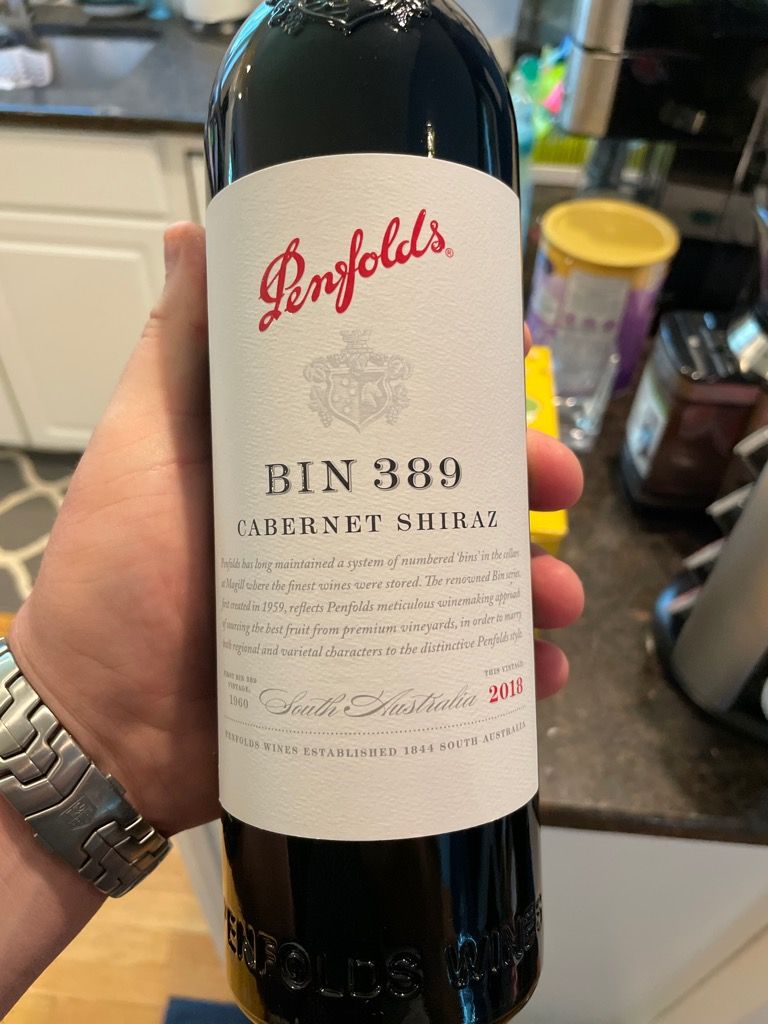 Penfolds®
BIN 389
CABERNET SHIRAZ
Penfolds has long maintained a system of numbered 'bins' in the cellars
at Magill where the finest wines were stored. The renowned Bin series,
first created in 1959, reflects Penfolds meticulous winemaking approach
of sourcing the best fruit from premium vineyards, in order to marry
both regional and varietal characters to the distinctive Penfolds style.
FIRST BIN 389
VINTAGE,
1960
South Australia
THIS VINTAGE
2018
PENFOLDS WINES ESTABLISHED 1844 SOUTH AUSTRALIA
PENFOLDS WINES